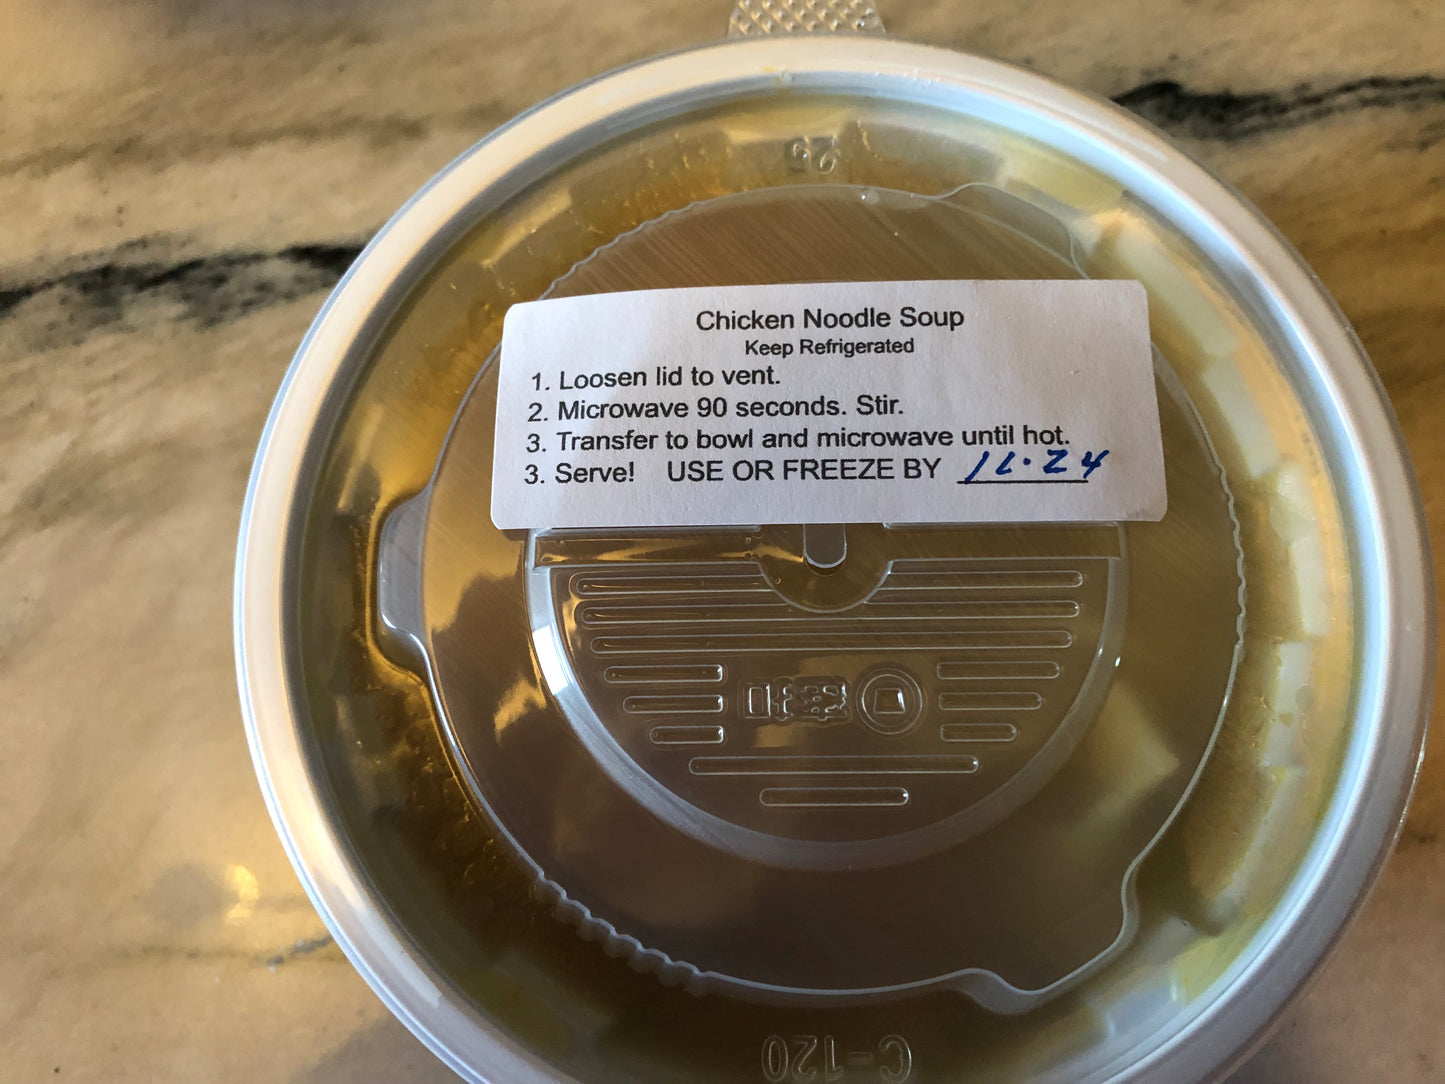 25
Chicken Noodle Soup
Keep Refrigerated
1. Loosen lid to vent.
2. Microwave 90 seconds. Stir.
3. Transfer to bowl and microwave until hot.
3. Serve! USE OR FREEZE BY 12.24
C-120